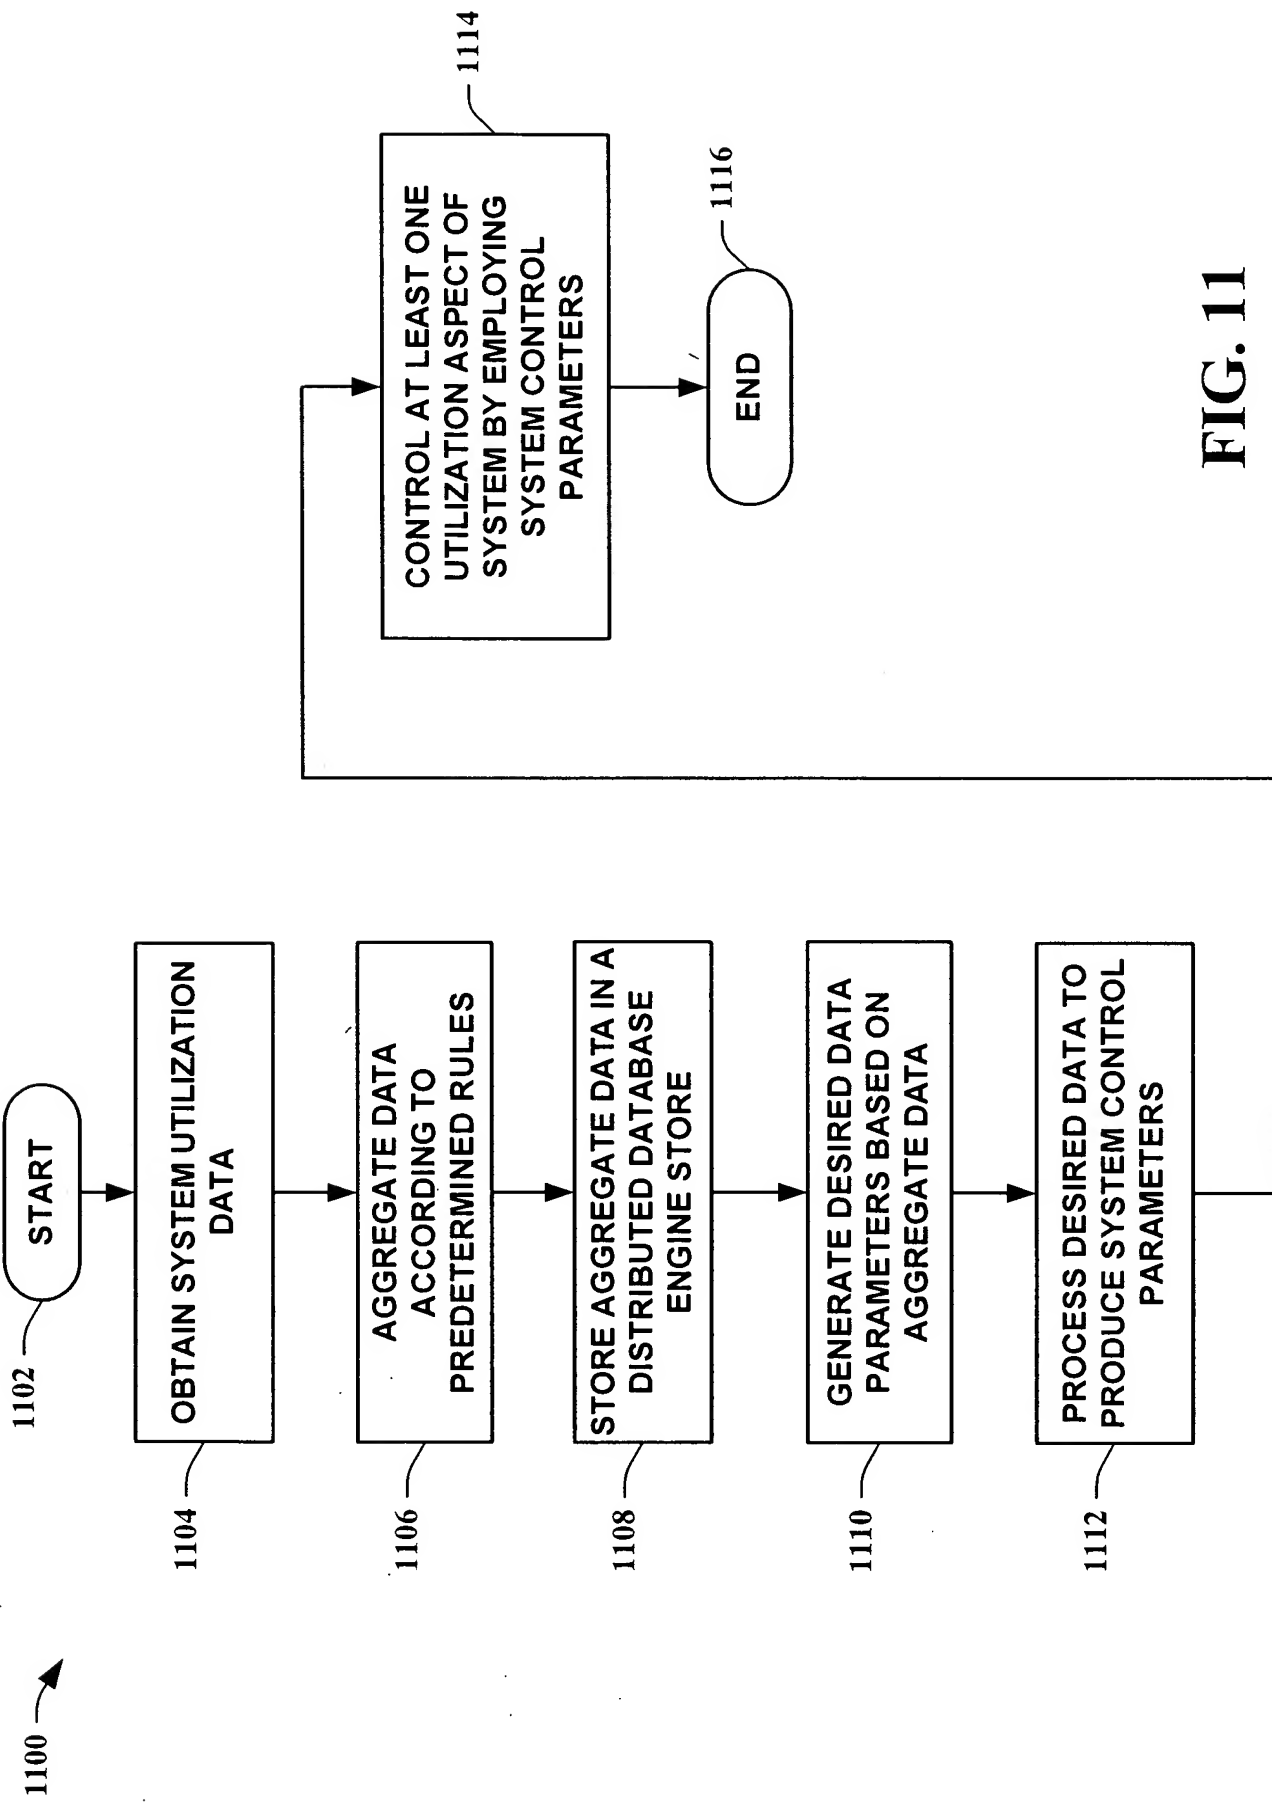 1100
1102
START
1104
OBTAIN SYSTEM UTILIZATION
DATA
1106
AGGREGATE DATA
ACCORDING TO
PREDETERMINED RULES
1108
STORE AGGREGATE DATA IN A
DISTRIBUTED DATABASE
ENGINE STORE
1110
GENERATE DESIRED DATA
PARAMETERS BASED ON
AGGREGATE DATA
1112
PROCESS DESIRED DATA TO
PRODUCE SYSTEM CONTROL
PARAMETERS
1114
CONTROL AT LEAST ONE
UTILIZATION ASPECT OF
SYSTEM BY EMPLOYING
SYSTEM CONTROL
PARAMETERS
1116
END
FIG. 11